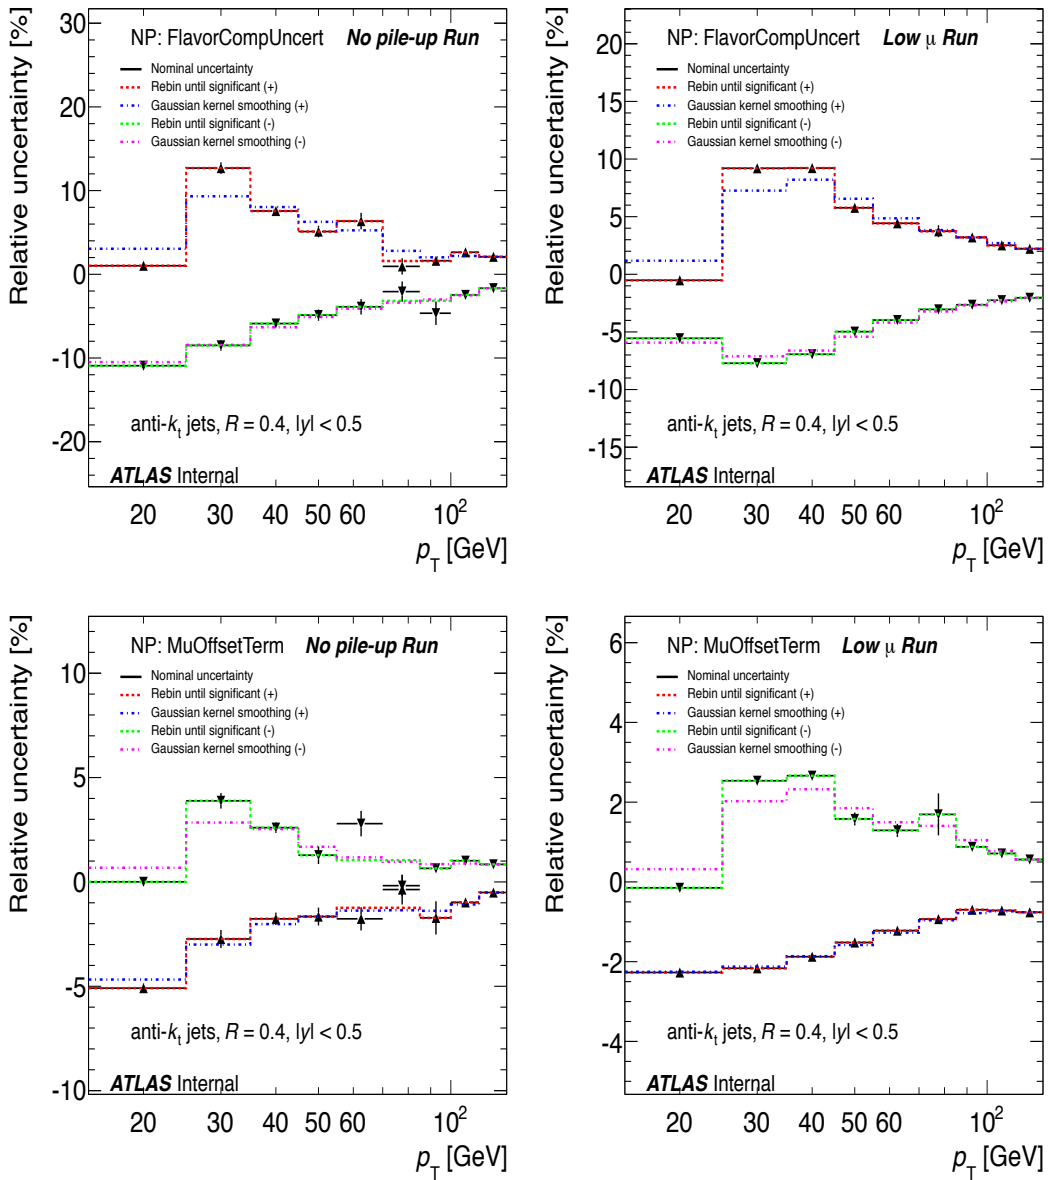 Relative uncertainty [%]
30
20
10
0
-10
-20
NP: FlavorCompUncert No pile-up Run
Nominal uncertainty
Rebin until significant (+)
Gaussian kernel smoothing (+)
Rebin until significant (-)
Gaussian kernel smoothing (-)
anti-kt jets, R = 0.4, |y| < 0.5
ATLAS Internal
20 30 40 50 60 10²
pT [GeV]
Relative uncertainty [%]
20
15
10
5
0
-5
-10
-15
NP: FlavorCompUncert Low μ Run
Nominal uncertainty
Rebin until significant (+)
Gaussian kernel smoothing (+)
Rebin until significant (-)
Gaussian kernel smoothing (-)
anti-kt jets, R = 0.4, |y| < 0.5
ATLAS Internal
20 30 40 50 60 10²
pT [GeV]
Relative uncertainty [%]
10
5
0
-5
-10
NP: MuOffsetTerm No pile-up Run
Nominal uncertainty
Rebin until significant (+)
Gaussian kernel smoothing (+)
Rebin until significant (-)
Gaussian kernel smoothing (-)
anti-kt jets, R = 0.4, |y| < 0.5
ATLAS Internal
20 30 40 50 60 10²
pT [GeV]
Relative uncertainty [%]
6
4
2
0
-2
-4
NP: MuOffsetTerm Low μ Run
Nominal uncertainty
Rebin until significant (+)
Gaussian kernel smoothing (+)
Rebin until significant (-)
Gaussian kernel smoothing (-)
anti-kt jets, R = 0.4, |y| < 0.5
ATLAS Internal
20 30 40 50 60 10²
pT [GeV]